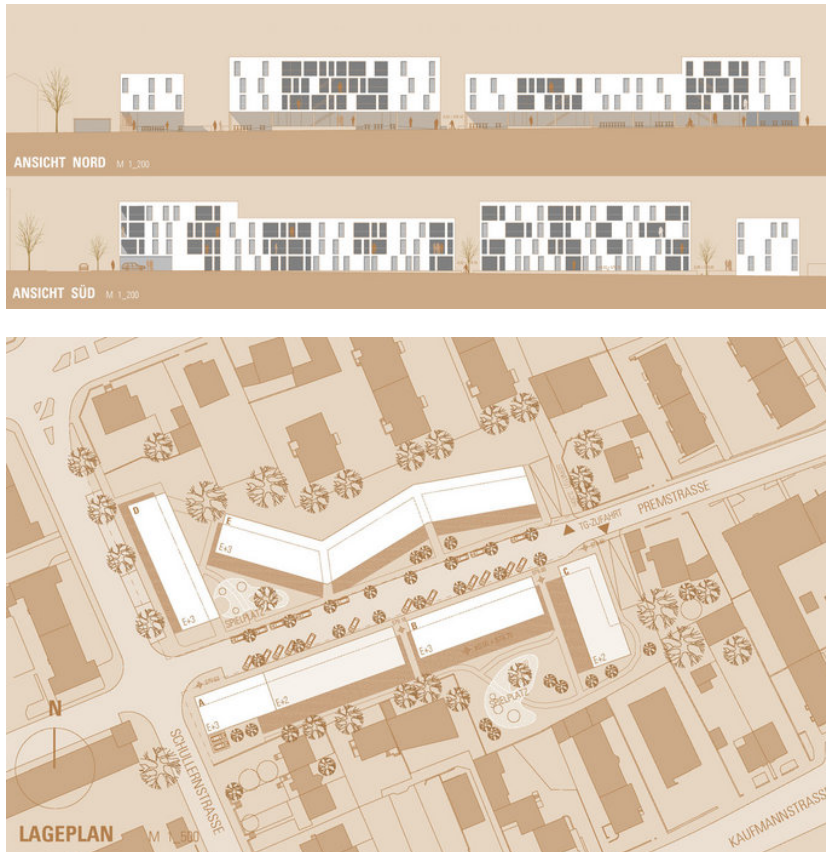 ANSICHT NORD M 1_200
ANSICHT SÜD M 1_200
D
E
E+3
E+3
SPIELPLATZ
TG-ZUFAHRT
PREMSTRASSE
C
E+2
B
E+3
A
E+2
E+3
SPIELPLATZ
N
SCHULLERNSTRASSE
KAUFMANNSTRASSE
LAGEPLAN M 1_500